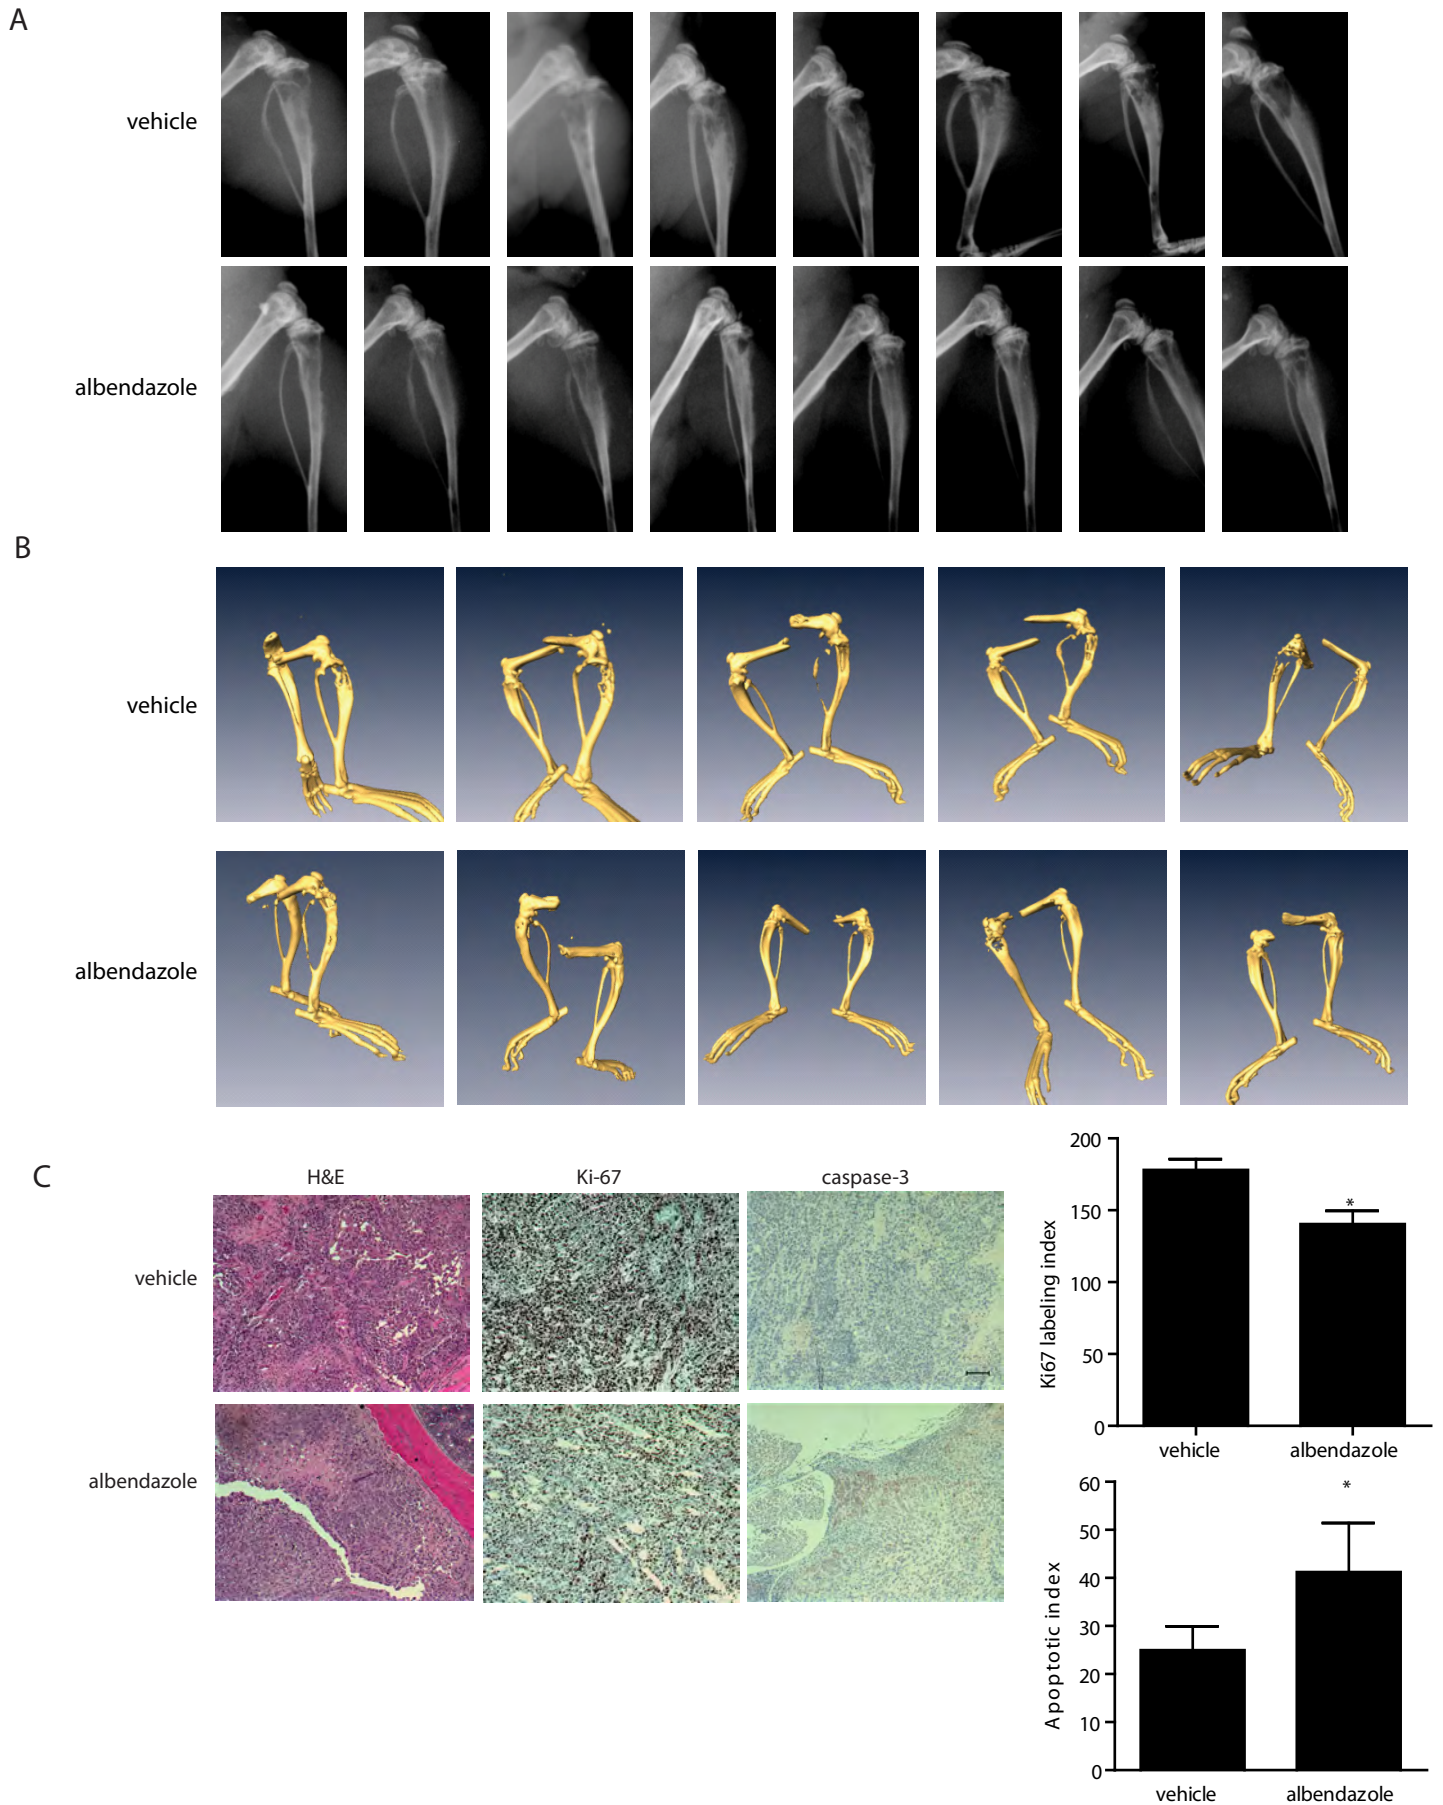 A
vehicle
albendazole
B
vehicle
albendazole
C
H&E
Ki-67
caspase-3
vehicle
albendazole
200
150
100
50
0
Ki67 labeling index
*
vehicle
albendazole
60
50
40
30
20
10
0
Apoptotic index
*
vehicle
albendazole